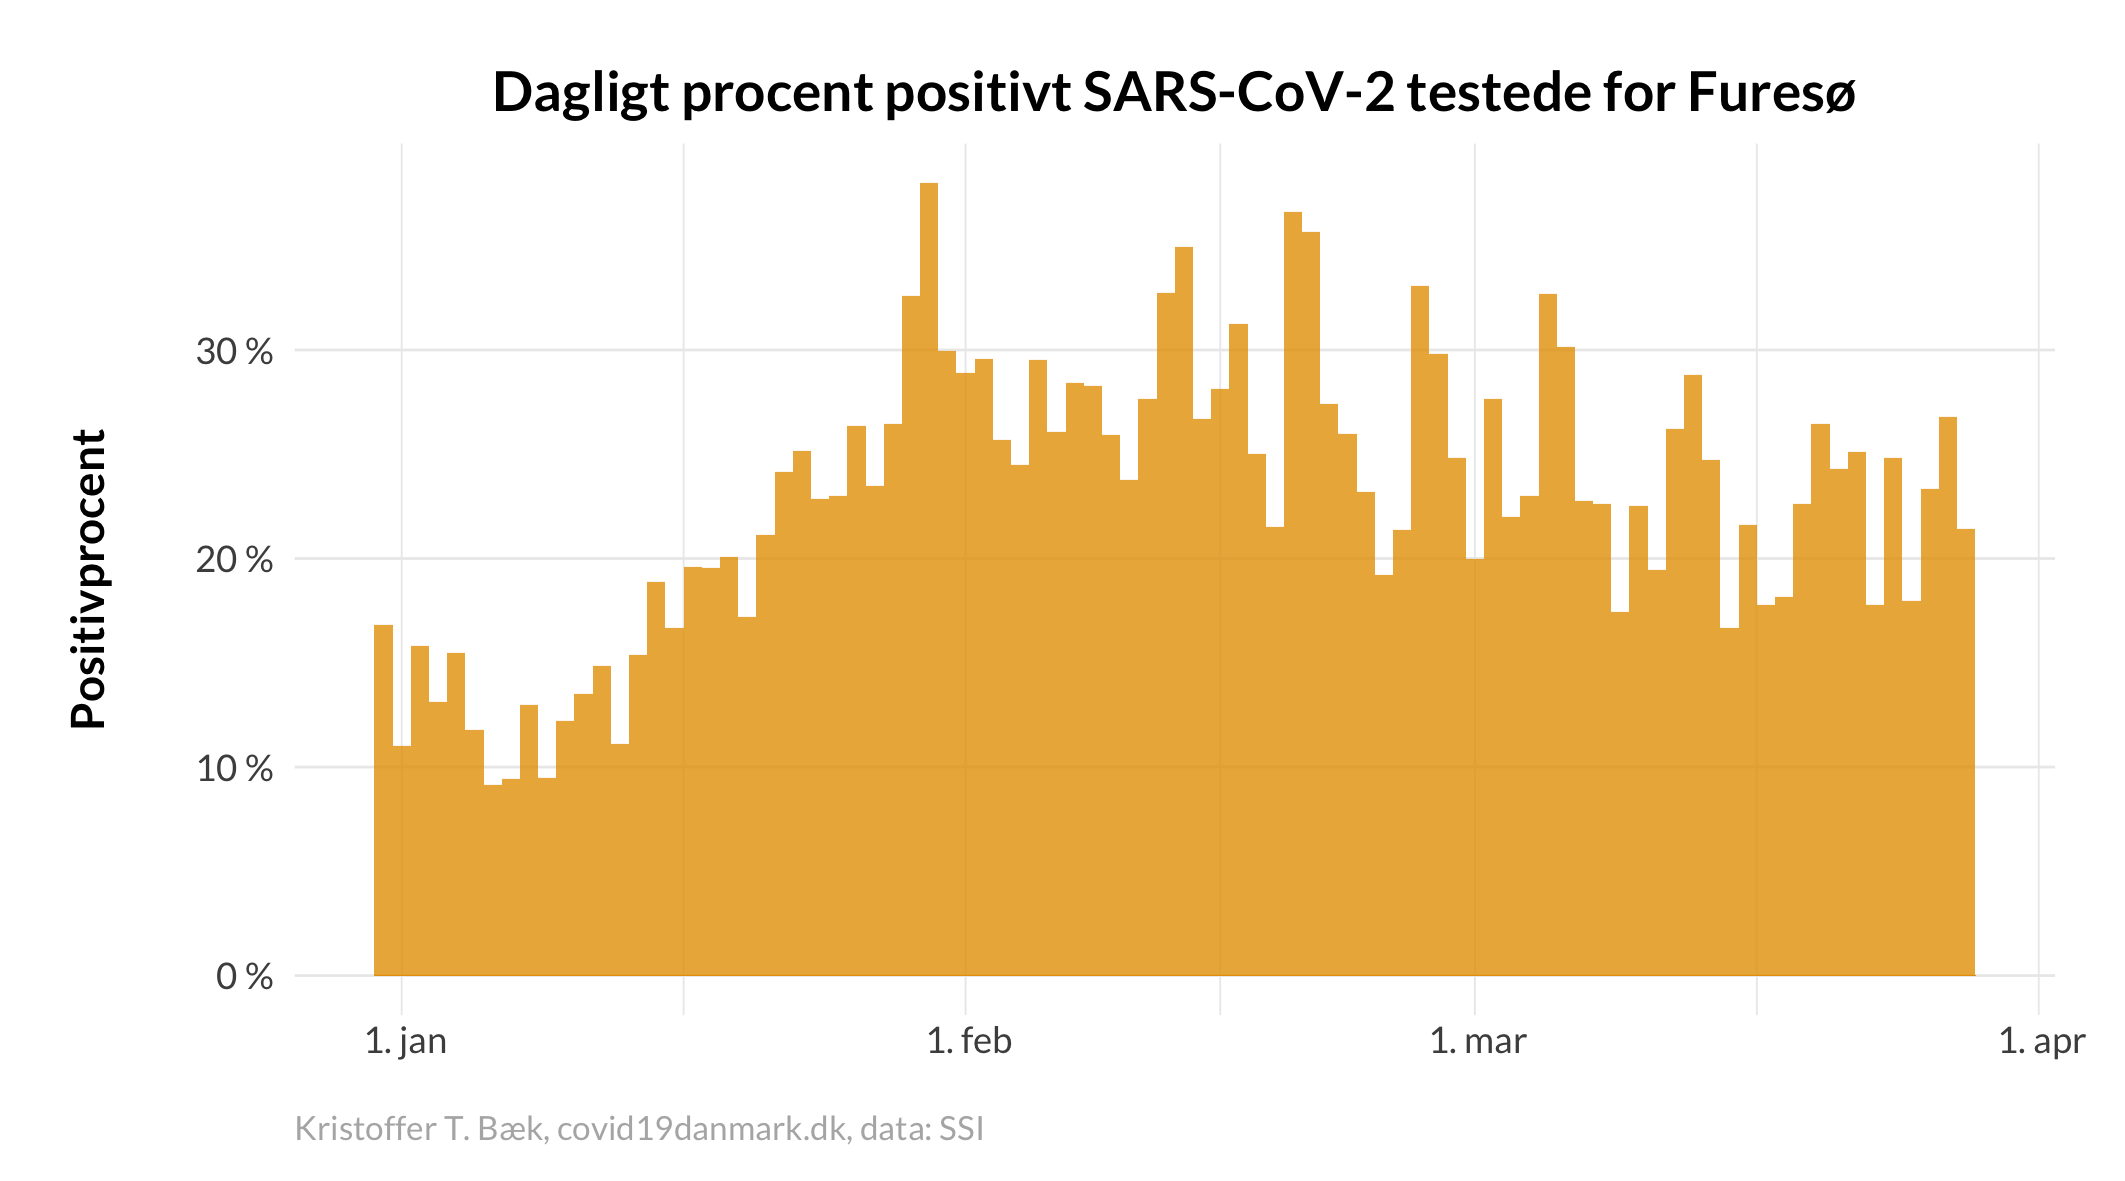 Dagligt procent positivt SARS-CoV-2 testede for Furesø
Positivprocent
30 %
20 %
10 %
0 %
1. jan
1. feb
1. mar
1. apr
Kristoffer T. Bæk, covid19danmark.dk, data: SSI